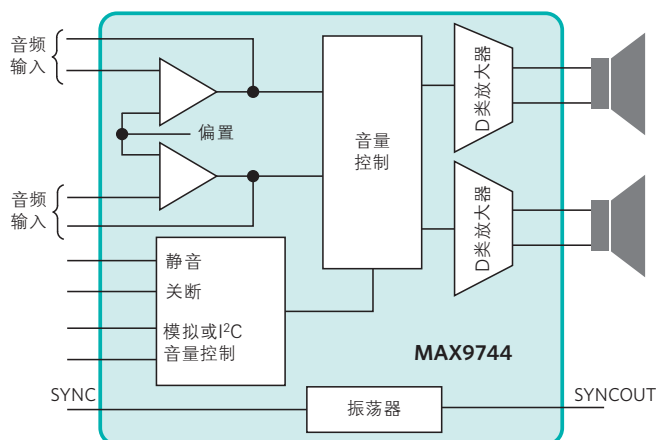 音频
输入
偏置
音量
控制
D类放大器
音频
输入
D类放大器
静音
关断
模拟或I²C
音量控制
MAX9744
SYNC
振荡器
SYNCOUT